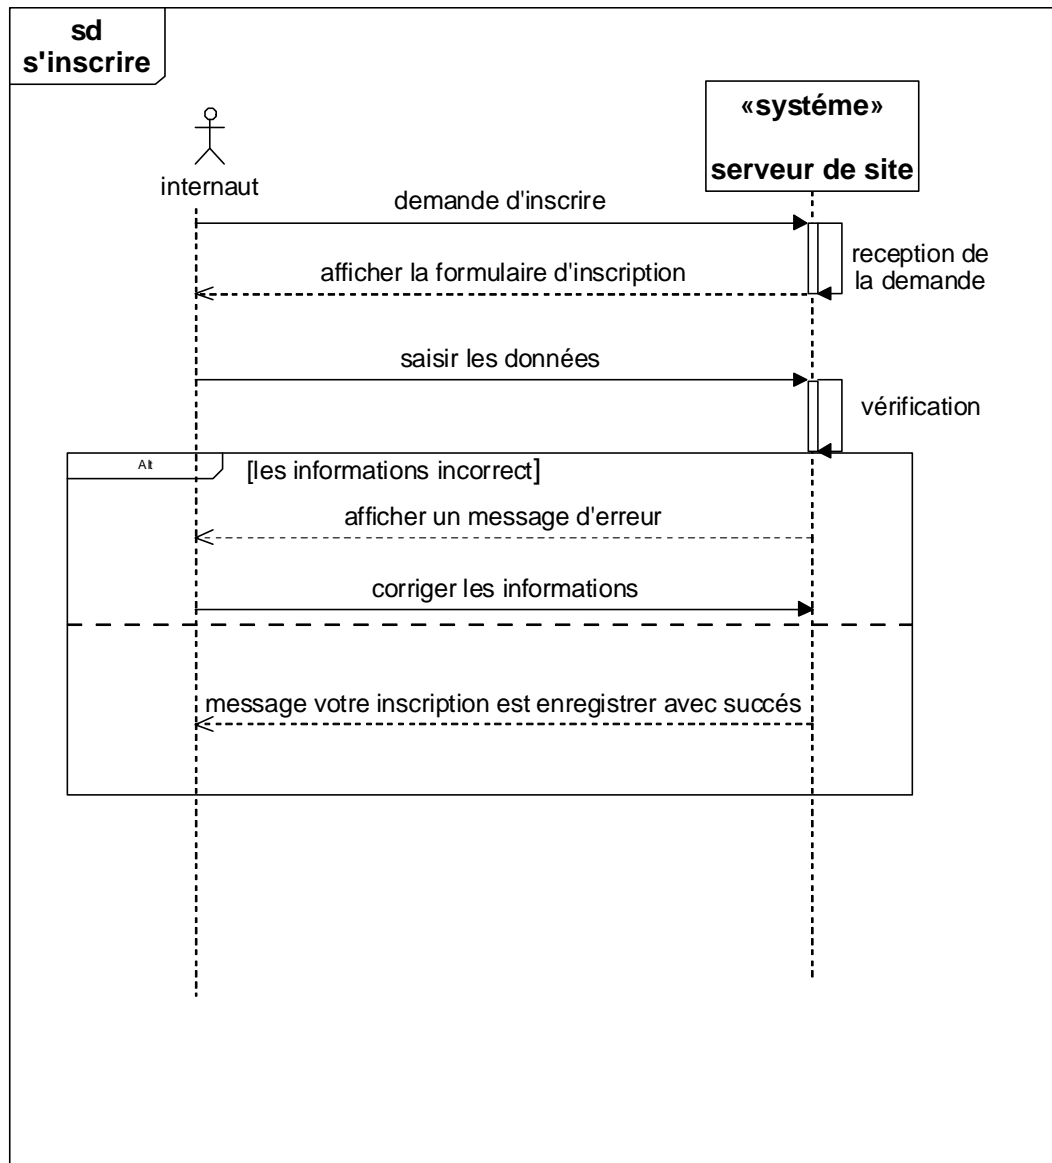 sd
s'inscrire
«systéme»
serveur de site
internaut
demande d'inscrire
reception de
la demande
afficher la formulaire d'inscription
saisir les données
vérification
Alt
[les informations incorrect]
afficher un message d'erreur
corriger les informations
message votre inscription est enregistrer avec succés